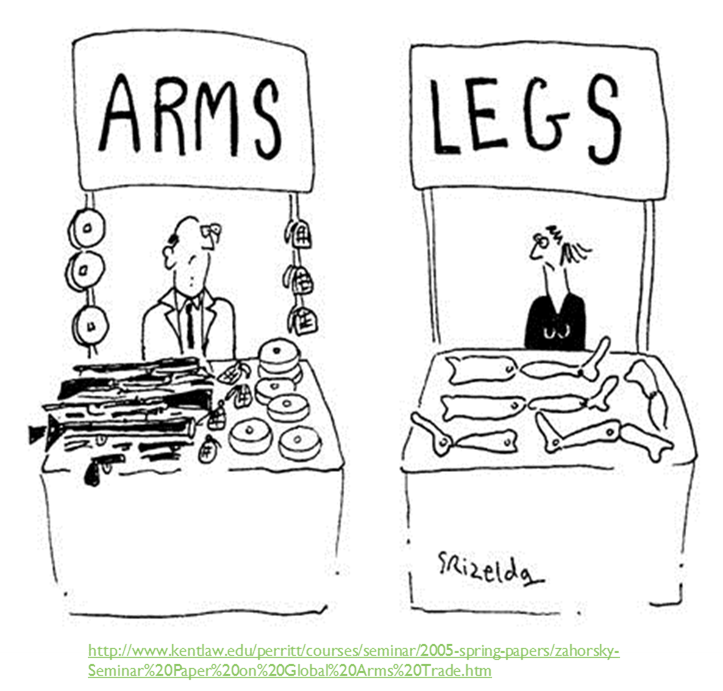 ARMS
LEGS
GRizelda
http://www.kentlaw.edu/perritt/courses/seminar/2005-spring-papers/zahorsky-
Seminar%20Paper%20on%20Global%20Arms%20Trade.htm